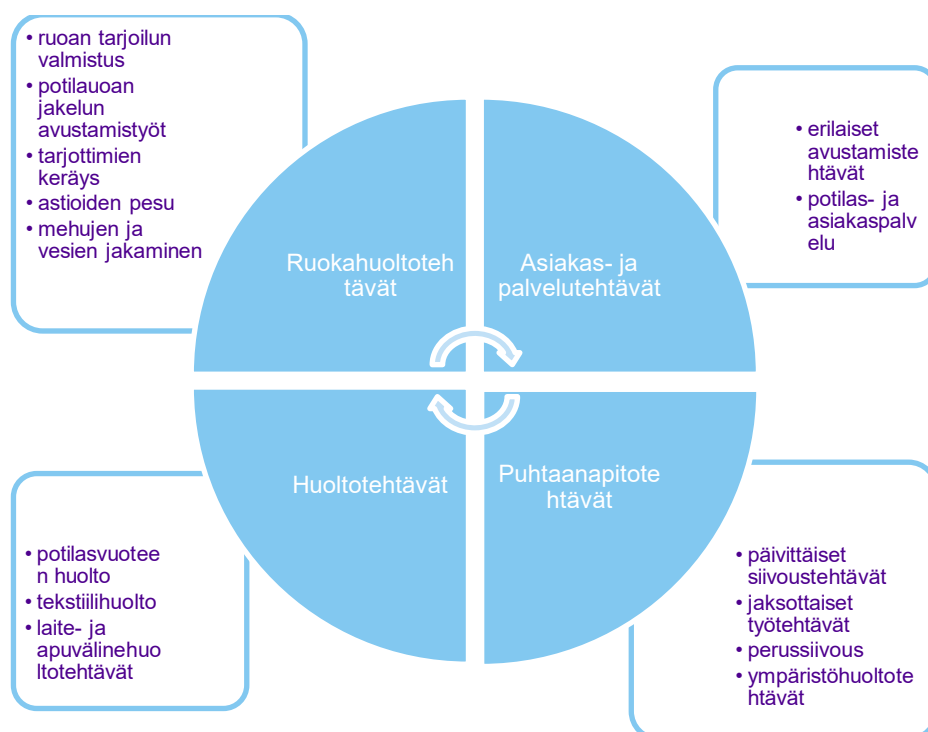 • ruoan tarjoilun
valmistus
• potilauoan
jakelun
avustamistyöt
• tarjottimien
keräys
• astioiden pesu
• mehujen ja
vesien jakaminen
• erilaiset
avustamiste
htävät
• potilas- ja
asiakaspalv
elu
Ruokahuoltoteh
tävät
Asiakas- ja
palvelutehtävät
Huoltotehtävät
Puhtaanapitote
htävät
• potilasvuotee
n huolto
• tekstiilihuolto
• laite- ja
apuvälinehuo
ltotehtävät
• päivittäiset
siivoustehtävät
• jaksottaiset
työtehtävät
• perussiivous
• ympäristöhuoltote
htävät